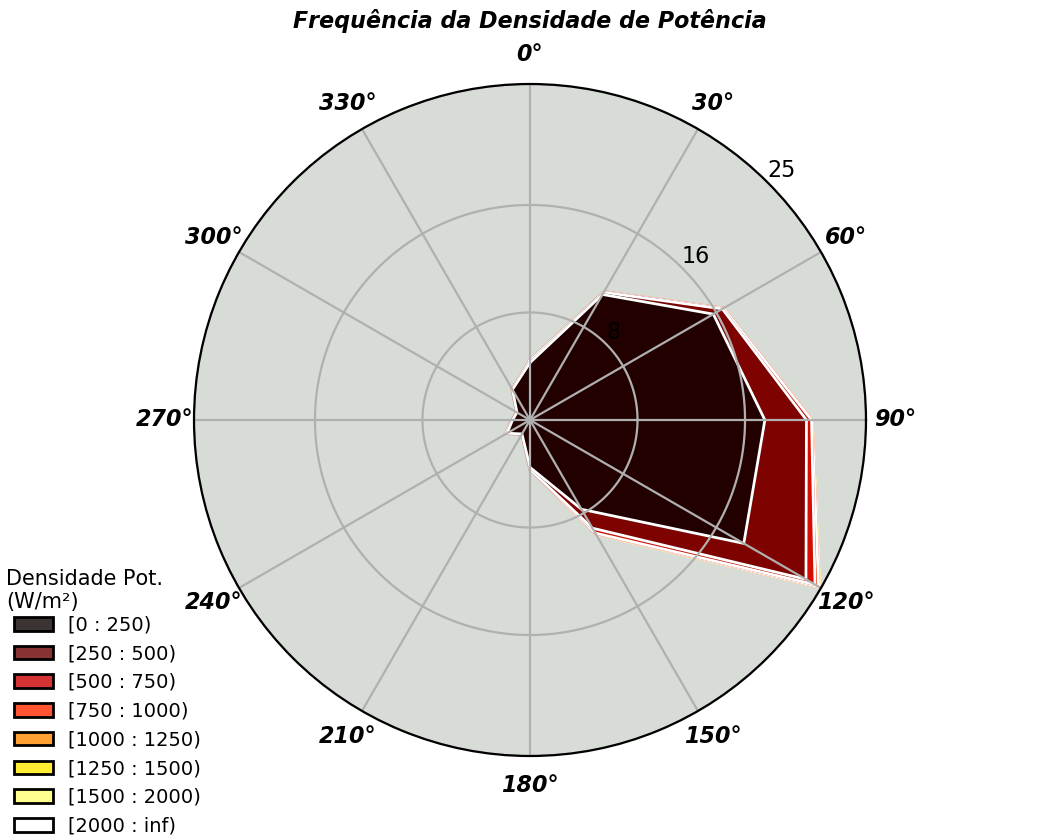 Frequência da Densidade de Potência
0°
330°
30°
25
300°
60°
16
8
270°
90°
240°
120°
210°
150°
180°
Densidade Pot.
(W/m²)
[0 : 250)
[250 : 500)
[500 : 750)
[750 : 1000)
[1000 : 1250)
[1250 : 1500)
[1500 : 2000)
[2000 : inf)